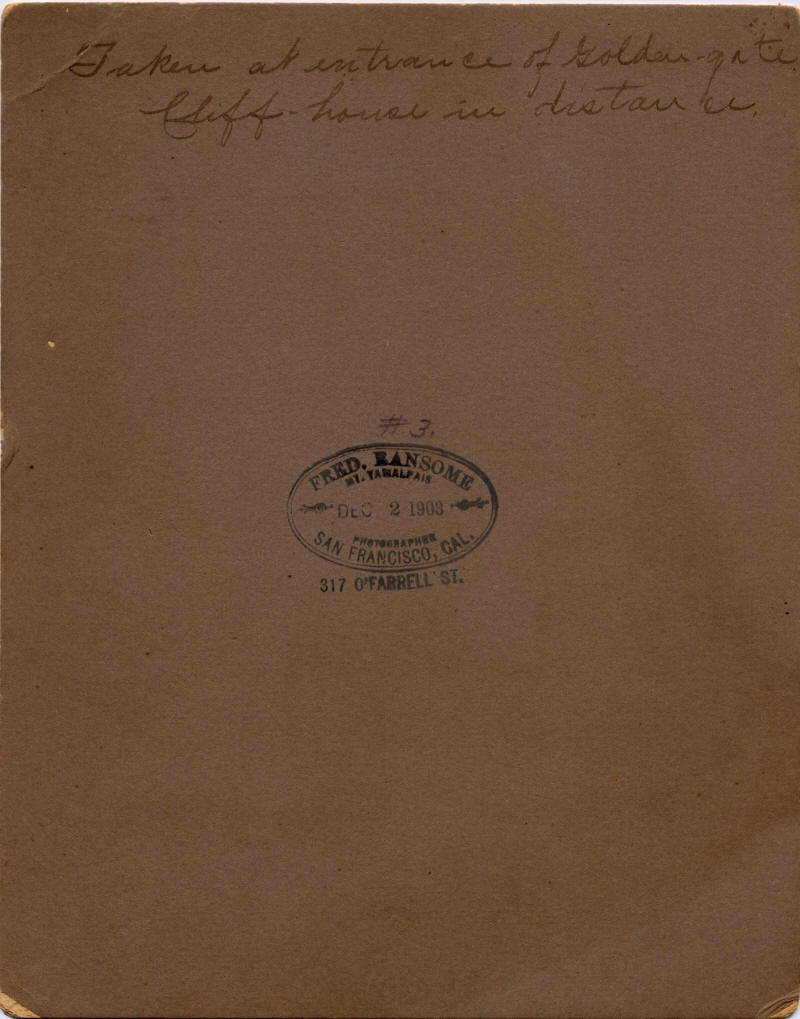 Taken at entrance of Golden-gate
Cliff-house in distance.
#3.
FRED. RANSOME
MT. TAMALPAIS
DEC 2 1903
PHOTOGRAPHER
SAN FRANCISCO, CAL.
317 O'FARRELL ST.